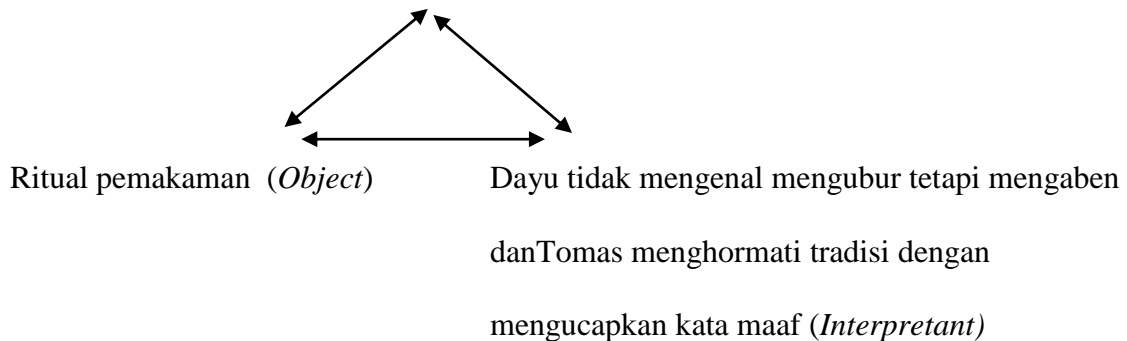 Ritual pemakaman (Object) Dayu tidak mengenal mengubur tetapi mengaben
danTomas menghormati tradisi dengan
mengucapkan kata maaf (Interpretant)